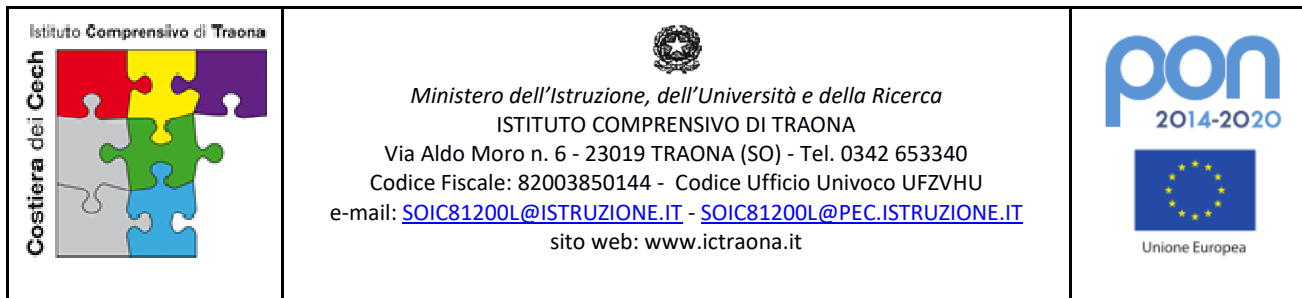 Istituto Comprensivo di Traona
Costiera dei Cech
Ministero dell'Istruzione, dell'Università e della Ricerca
ISTITUTO COMPRENSIVO DI TRAONA
Via Aldo Moro n. 6 - 23019 TRAONA (SO) - Tel. 0342 653340
Codice Fiscale: 82003850144 - Codice Ufficio Univoco UFZVHU
e-mail: SOIC81200L@ISTRUZIONE.IT - SOIC81200L@PEC.ISTRUZIONE.IT
sito web: www.ictraona.it
pon
2014-2020
Unione Europea